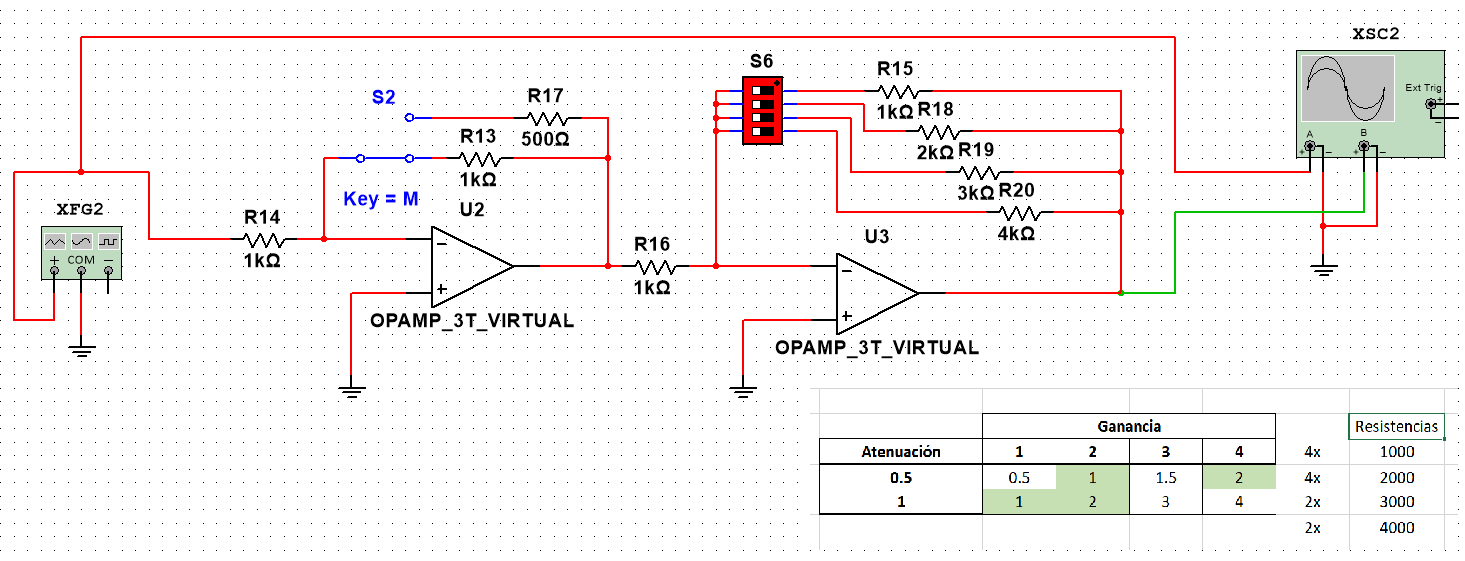 XSC2
S6
R15
S2
R17
Ext Trig
+
−
1kΩ
R18
R13
500Ω
A
B
2kΩ
R19
+ −
+ −
1kΩ
3kΩ
R20
Key = M
XFG2
U2
R14
4kΩ
U3
−
R16
+ COM −
1kΩ
−
1kΩ
+
+
OPAMP_3T_VIRTUAL
OPAMP_3T_VIRTUAL
Ganancia
Resistencias
Atenuación 1 2 3 4 4x 1000
0.5 0.5 1 1.5 2 4x 2000
1 1 2 3 4 2x 3000
2x 4000